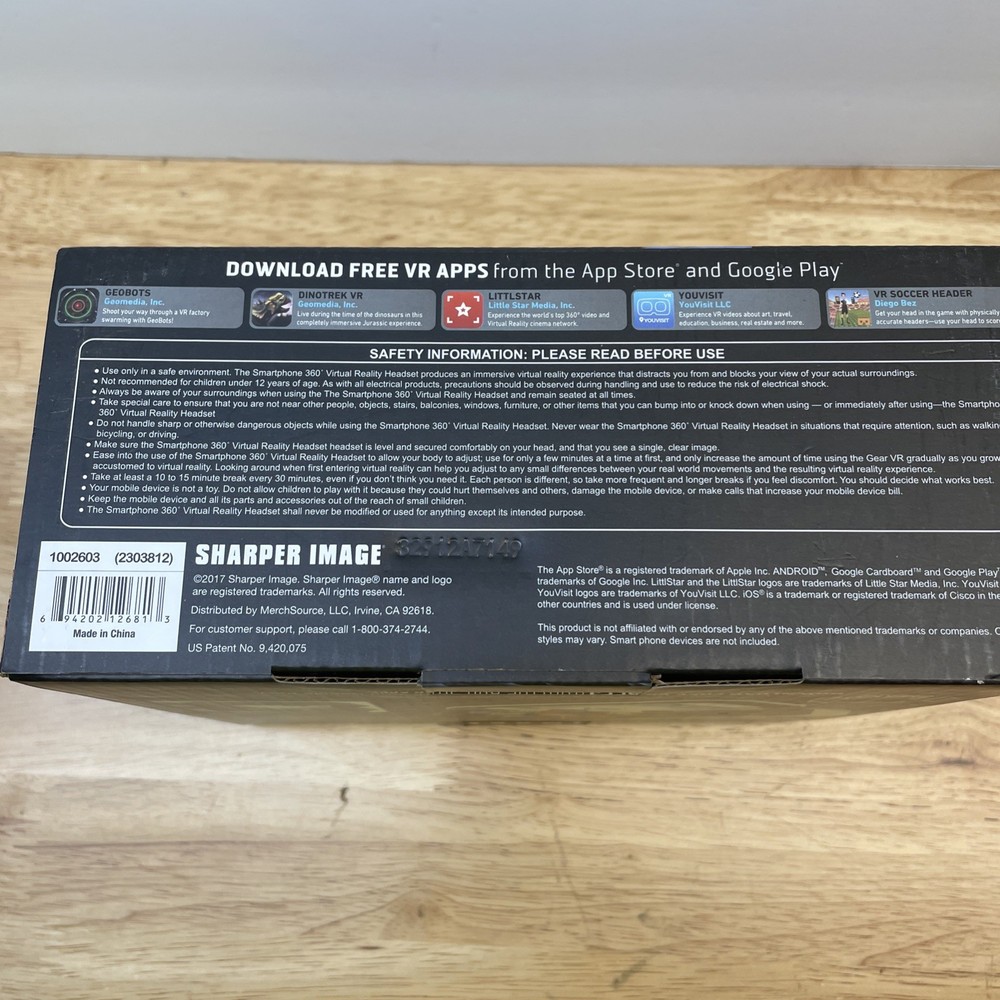 DOWNLOAD FREE VR APPS from the App Store® and Google Play™
GEOBOTS
Geomedia, Inc.
Shoot your way through a VR factory
swarming with GeoBots!
DINOTREK VR
Geomedia, Inc.
Live during the time of the dinosaurs in this
completely immersive Jurassic experience.
LITTLSTAR
Little Star Media, Inc.
Experience the world's top 360° video and
Virtual Reality cinema network.
YOUVISIT
YOUVISIT
YouVisit LLC
Experience VR videos about art, travel,
education, business, real estate and more.
VR SOCCER HEADER
Diego Bez
Get your head in the game with physically
accurate headers—use your head to score
SAFETY INFORMATION: PLEASE READ BEFORE USE
• Use only in a safe environment. The Smartphone 360° Virtual Reality Headset produces an immersive virtual reality experience that distracts you from and blocks your view of your actual surroundings.
• Not recommended for children under 12 years of age. As with all electrical products, precautions should be observed during handling and use to reduce the risk of electrical shock.
• Always be aware of your surroundings when using the The Smartphone 360° Virtual Reality Headset and remain seated at all times.
• Take special care to ensure that you are not near other people, objects, stairs, balconies, windows, furniture, or other items that you can bump into or knock down when using — or immediately after using—the Smartpho
360° Virtual Reality Headset
• Do not handle sharp or otherwise dangerous objects while using the Smartphone 360° Virtual Reality Headset. Never wear the Smartphone 360° Virtual Reality Headset in situations that require attention, such as walkin
bicycling, or driving.
• Make sure the Smartphone 360° Virtual Reality Headset headset is level and secured comfortably on your head, and that you see a single, clear image.
• Ease into the use of the Smartphone 360° Virtual Reality Headset to allow your body to adjust; use for only a few minutes at a time at first, and only increase the amount of time using the Gear VR gradually as you grow
accustomed to virtual reality. Looking around when first entering virtual reality can help you adjust to any small differences between your real world movements and the resulting virtual reality experience.
• Take at least a 10 to 15 minute break every 30 minutes, even if you don't think you need it. Each person is different, so take more frequent and longer breaks if you feel discomfort. You should decide what works best.
• Your mobile device is not a toy. Do not allow children to play with it because they could hurt themselves and others, damage the mobile device, or make calls that increase your mobile device bill.
• Keep the mobile device and all its parts and accessories out of the reach of small children.
• The Smartphone 360° Virtual Reality Headset shall never be modified or used for anything except its intended purpose.
1002603 (2303812)
6 94202 12681 3
Made in China
SHARPER IMAGE®
©2017 Sharper Image. Sharper Image® name and logo
are registered trademarks. All rights reserved.
Distributed by MerchSource, LLC, Irvine, CA 92618.
For customer support, please call 1-800-374-2744.
US Patent No. 9,420,075
The App Store® is a registered trademark of Apple Inc. ANDROID™, Google Cardboard™ and Google Play™
trademarks of Google Inc. LittlStar and the LittlStar logos are trademarks of Little Star Media, Inc. YouVisit
YouVisit logos are trademarks of YouVisit LLC. iOS® is a trademark or registered trademark of Cisco in the
other countries and is used under license.
This product is not affiliated with or endorsed by any of the above mentioned trademarks or companies. C
styles may vary. Smart phone devices are not included.